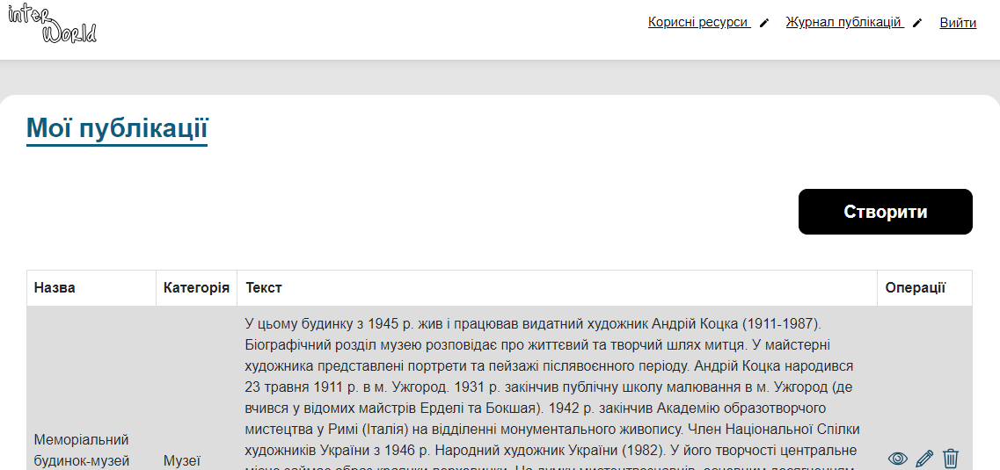 inter
World
Корисні ресурси Журнал публікацій Вийти
Мої публікації
Створити
Назва Категорія Текст Операції
У цьому будинку з 1945 р. жив і працював видатний художник Андрій Коцка (1911-1987).
Біографічний розділ музею розповідає про життєвий та творчий шлях митця. У майстерні
художника представлені портрети та пейзажі післявоєнного періоду. Андрій Коцка народився
23 травня 1911 р. в м. Ужгород. 1931 р. закінчив публічну школу малювання в м. Ужгород (де
вчився у відомих майстрів Ерделі та Бокшая). 1942 р. закінчив Академію образотворчого
мистецтва у Римі (Італія) на відділенні монументального живопису. Член Національної Спілки
художників України з 1946 р. Народний художник України (1982). У його творчості центральне
Меморіальний
будинок-музей Музеї